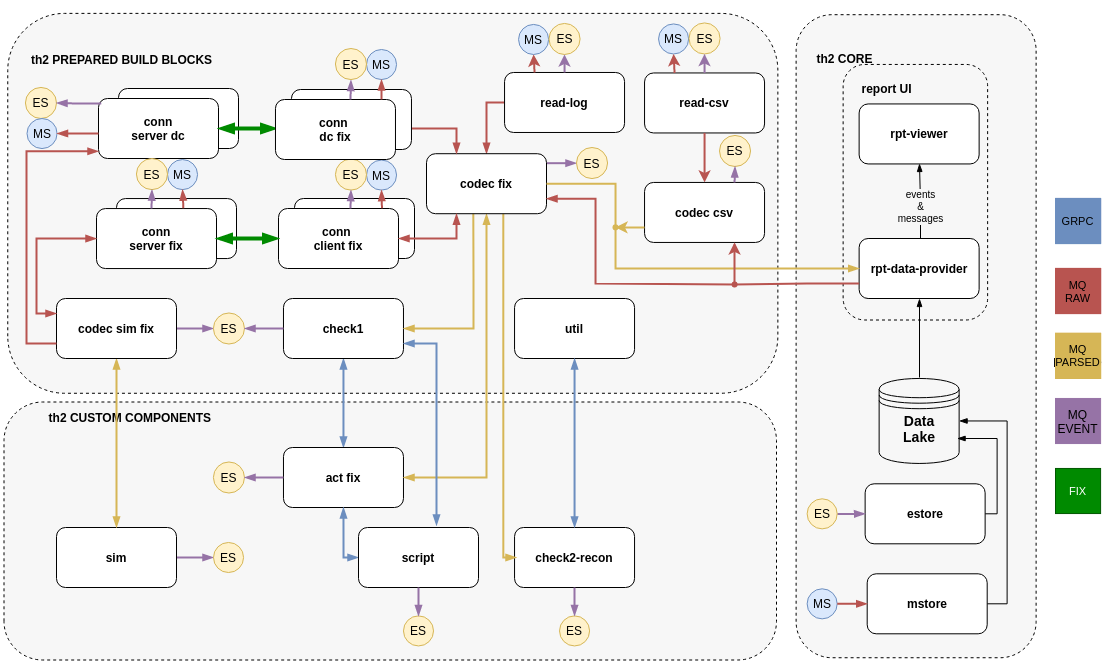 th2 PREPARED BUILD BLOCKS
MS
ES
MS
ES
th2 CORE
ES
MS
report UI
ES
MS
conn
server dc
conn
dc fix
read-log
read-csv
rpt-viewer
ES
MS
ES
MS
codec fix
ES
ES
events
&
messages
conn
server fix
conn
client fix
codec csv
rpt-data-provider
codec sim fix
ES
check1
util
th2 CUSTOM COMPONENTS
Data
Lake
ES
act fix
ES
estore
sim
ES
script
check2-recon
MS
mstore
ES
ES
GRPC
MQ
RAW
MQ
PARSED
MQ
EVENT
FIX